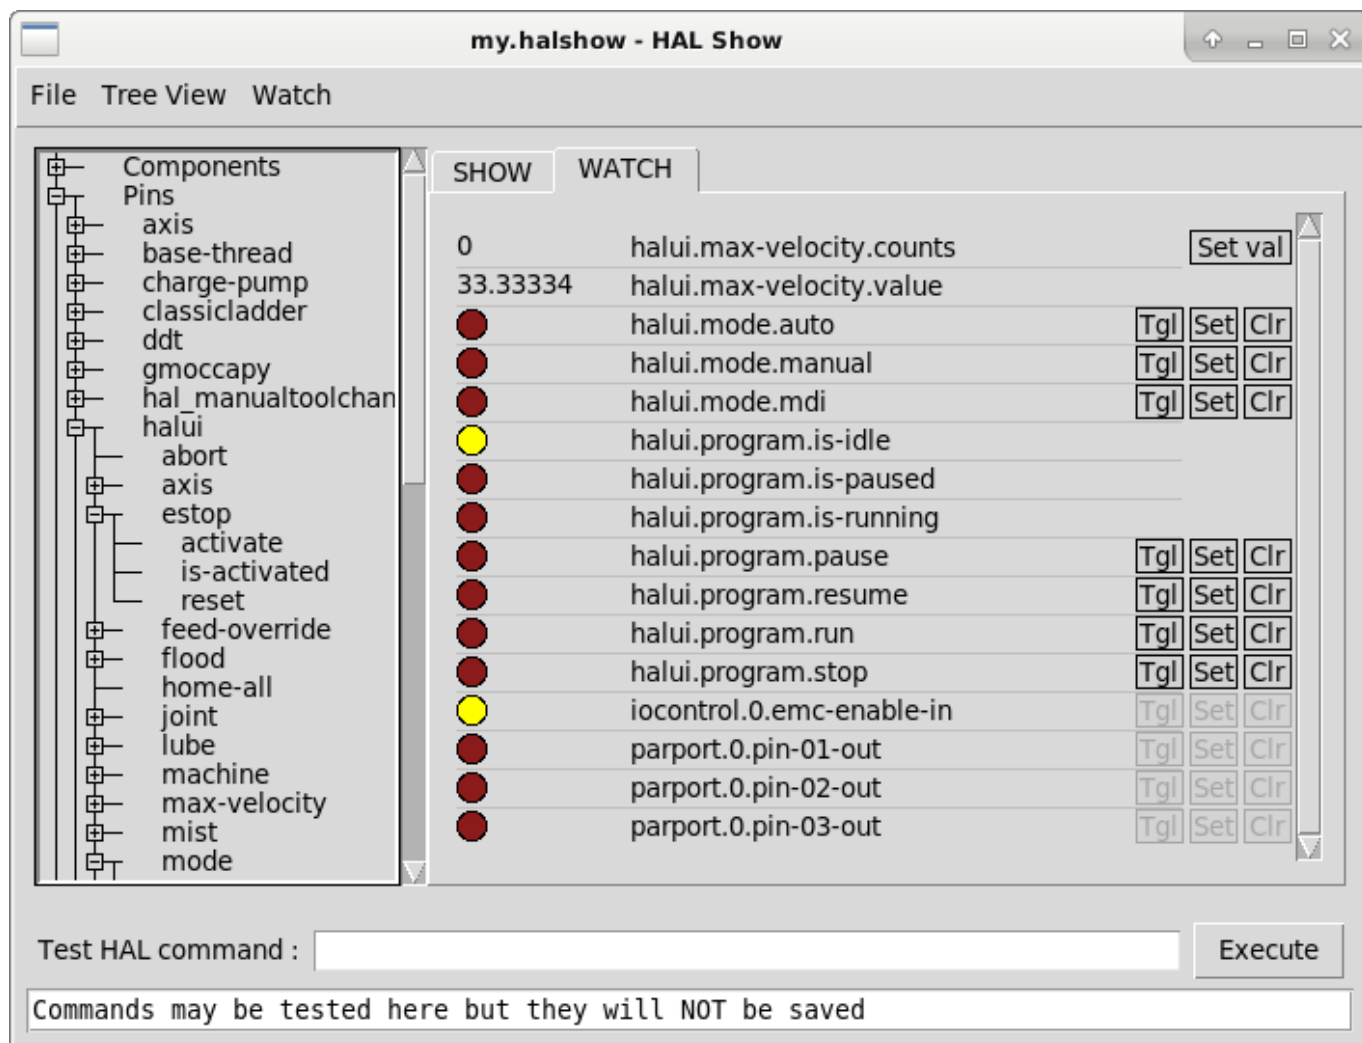 my.halshow - HAL Show
File Tree View Watch
Components
Pins
axis
base-thread
charge-pump
classicladder
ddt
gmoccapy
hal_manualtoolchan
halui
abort
axis
estop
activate
is-activated
reset
feed-override
flood
home-all
joint
lube
machine
max-velocity
mist
mode
SHOW WATCH
0 halui.max-velocity.counts Set val
33.33334 halui.max-velocity.value
halui.mode.auto Tgl Set Clr
halui.mode.manual Tgl Set Clr
halui.mode.mdi Tgl Set Clr
halui.program.is-idle
halui.program.is-paused
halui.program.is-running
halui.program.pause Tgl Set Clr
halui.program.resume Tgl Set Clr
halui.program.run Tgl Set Clr
halui.program.stop Tgl Set Clr
iocontrol.0.emc-enable-in Tgl Set Clr
parport.0.pin-01-out Tgl Set Clr
parport.0.pin-02-out Tgl Set Clr
parport.0.pin-03-out Tgl Set Clr
Test HAL command : Execute
Commands may be tested here but they will NOT be saved